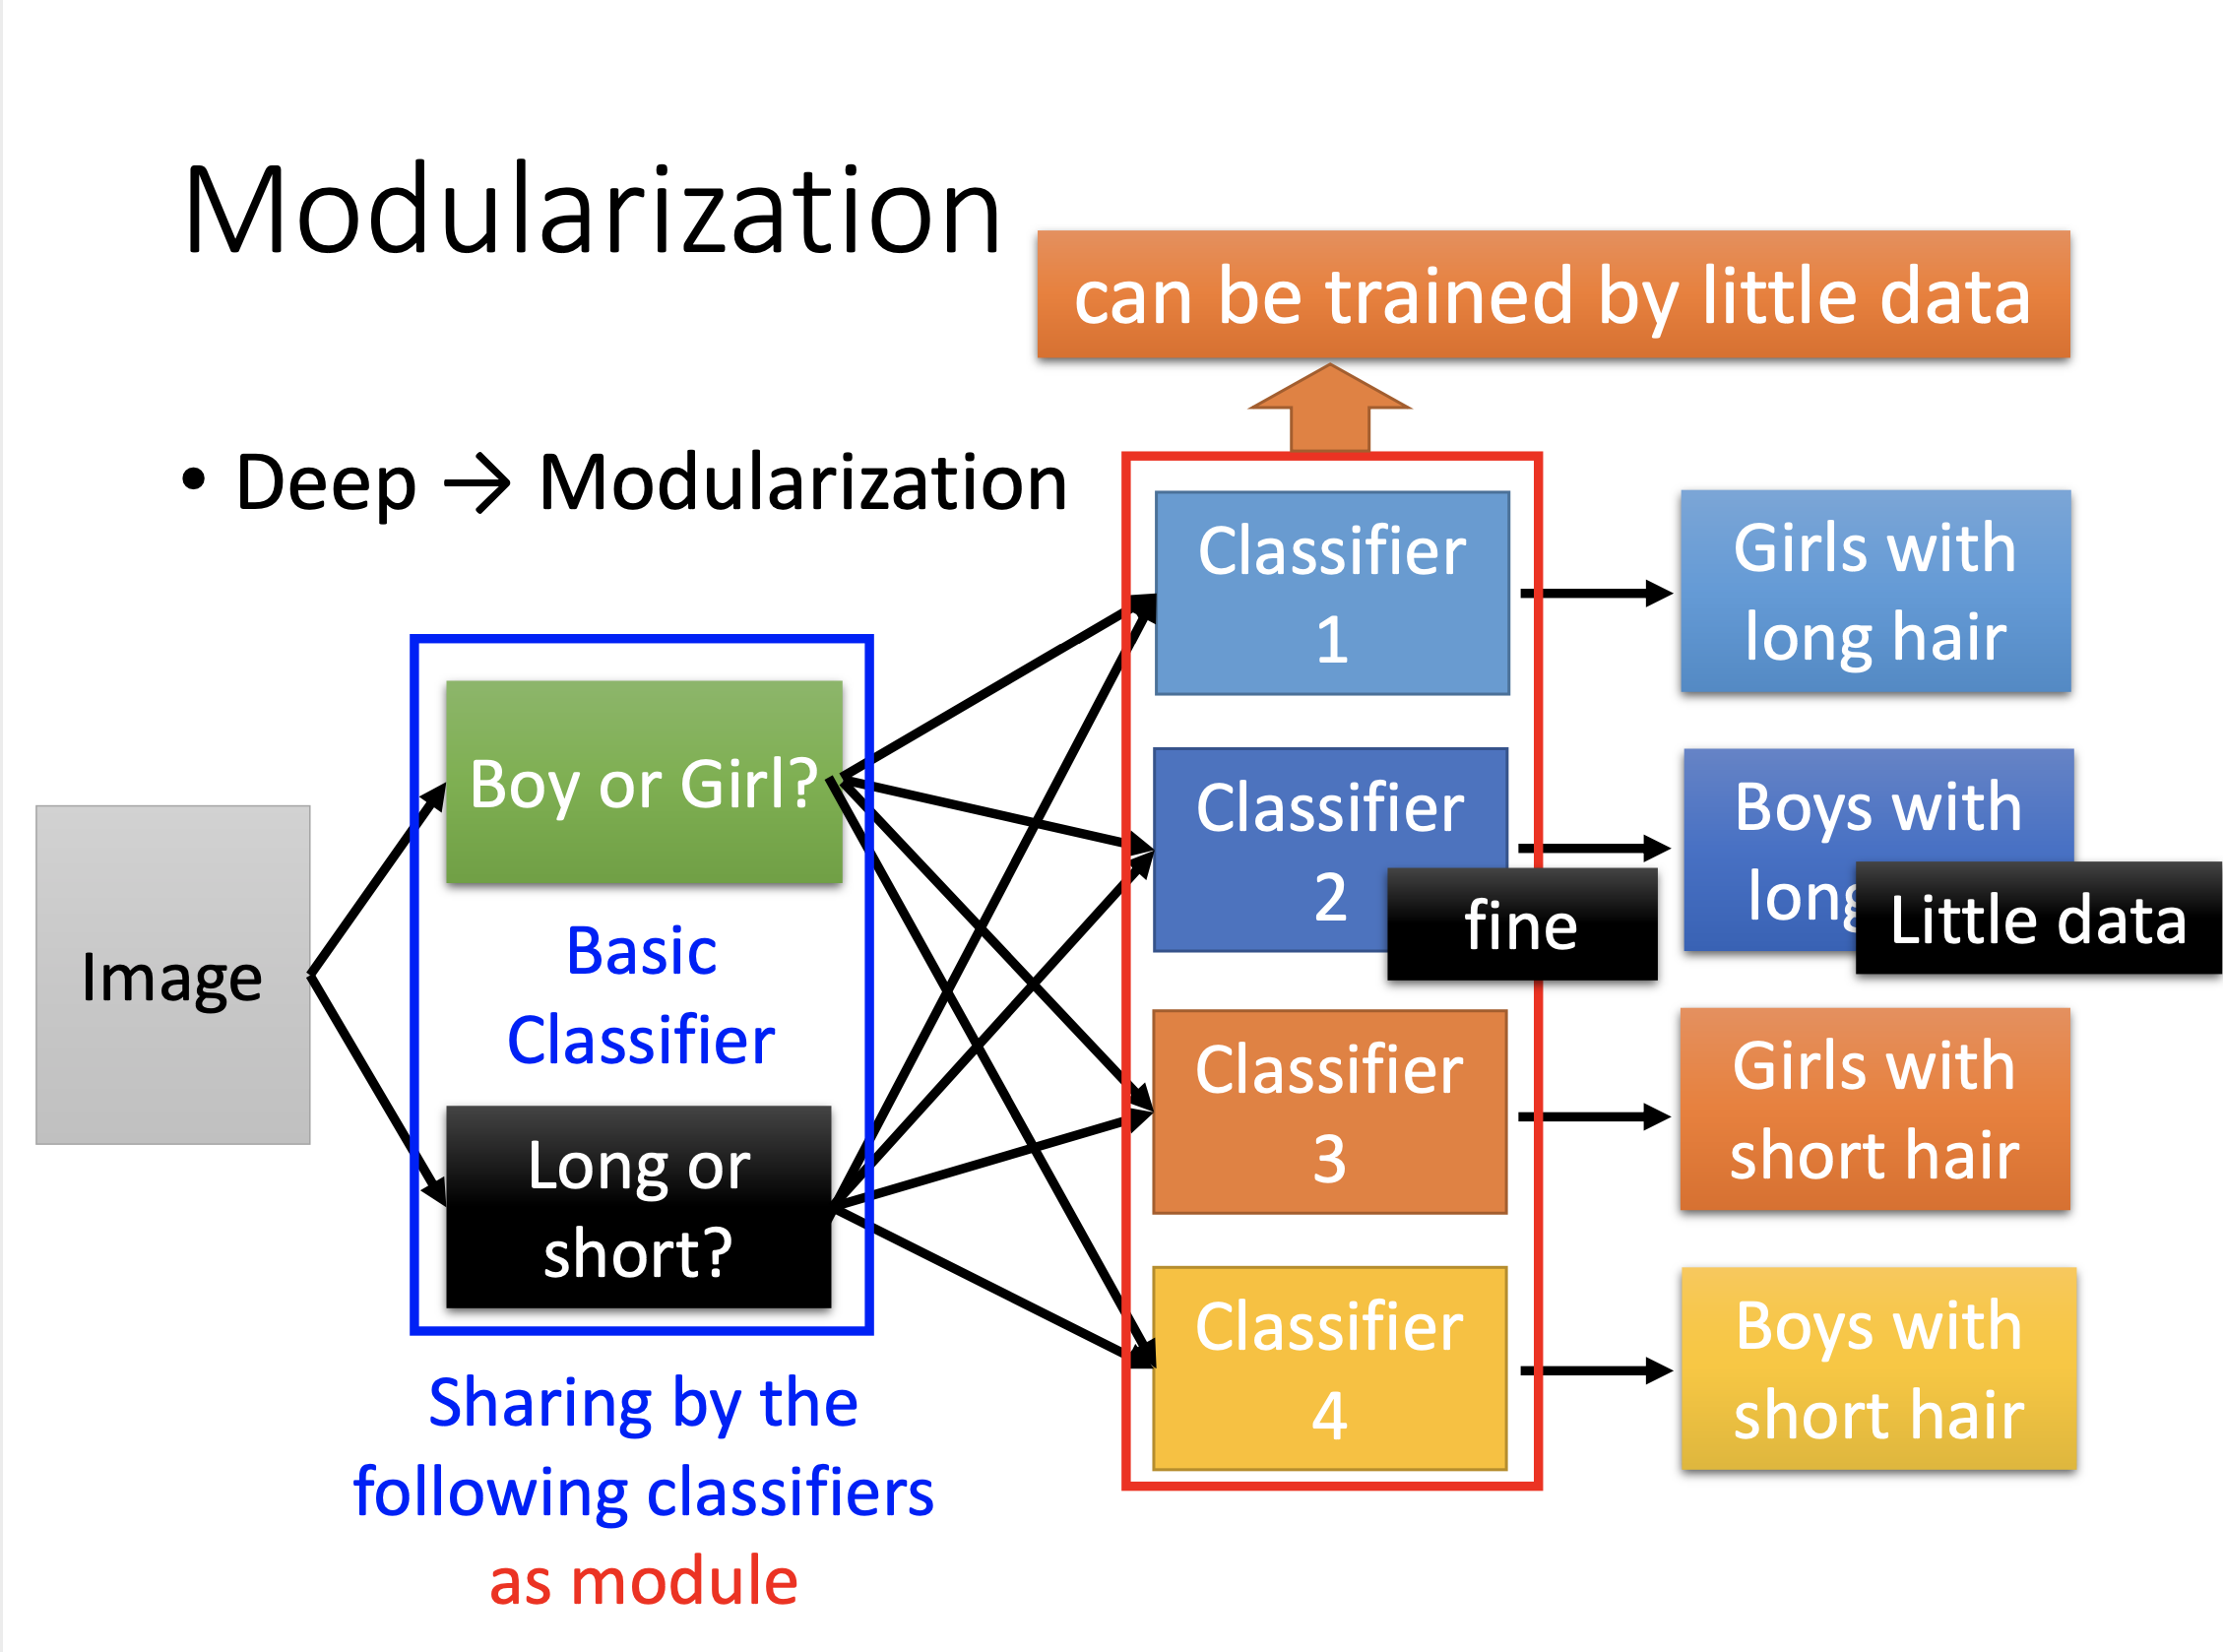 Modularization
can be trained by little data
• Deep → Modularization
Image
Boy or Girl?
Basic
Classifier
Long or
short?
Sharing by the
following classifiers
as module
Classifier
1
Girls with
long hair
Classifier
2
fine
Boys with
long
Little data
Classifier
3
Girls with
short hair
Classifier
4
Boys with
short hair